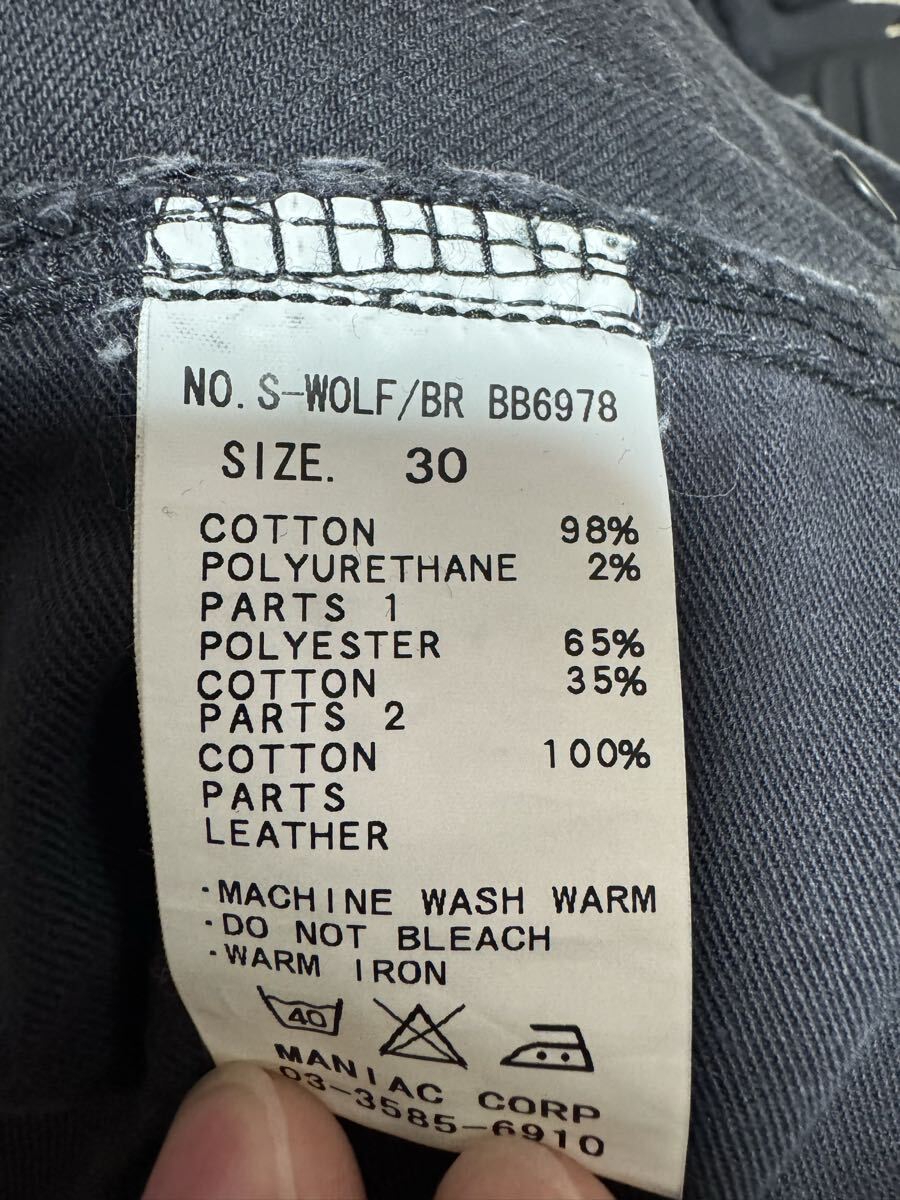 NO. S-WOLF/BR BB6978
SIZE. 30
COTTON 98%
POLYURETHANE 2%
PARTS 1
POLYESTER 65%
COTTON 35%
PARTS 2
COTTON 100%
PARTS
LEATHER
·MACHINE WASH WARM
·DO NOT BLEACH
·WARM IRON
40
MANIAC CORP
03-3585-6910